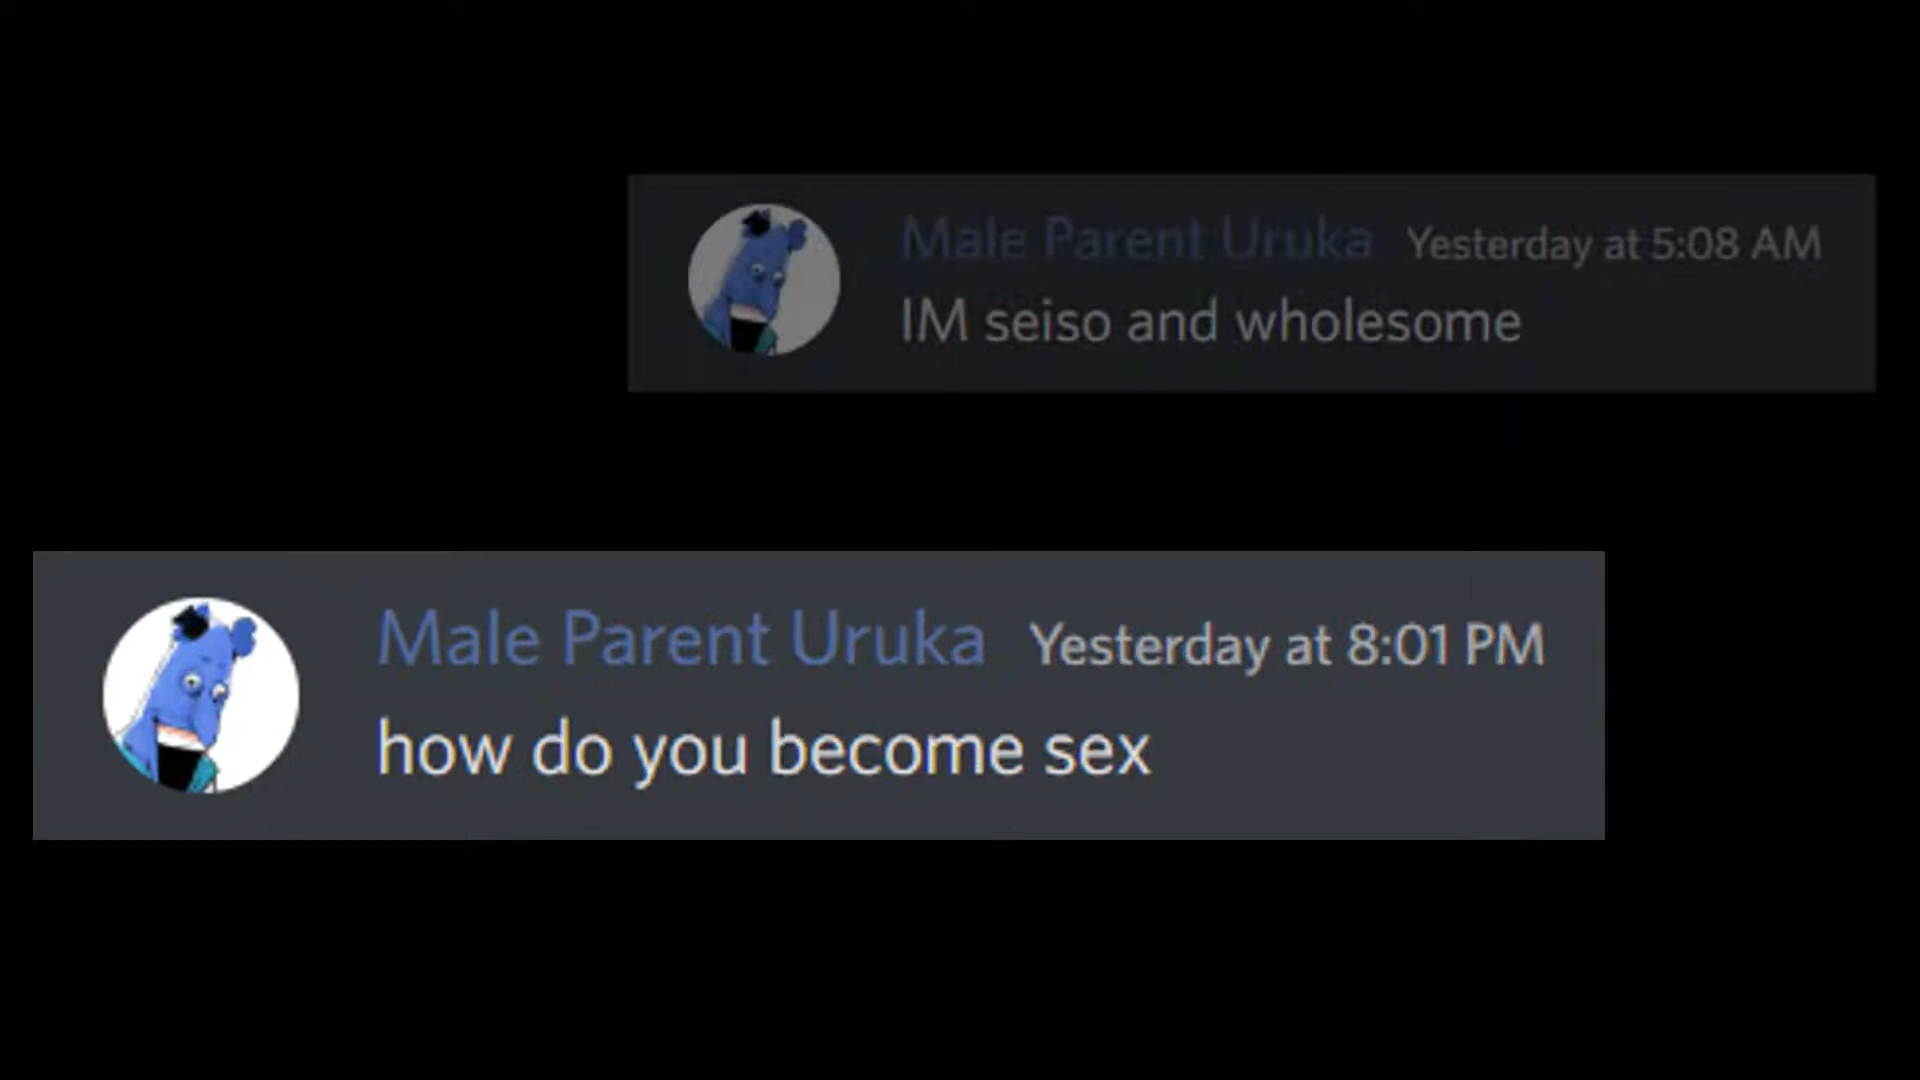 Male Parent Uruka Yesterday at 5:08 AM
IM seiso and wholesome
Male Parent Uruka Yesterday at 8:01 PM
how do you become sex